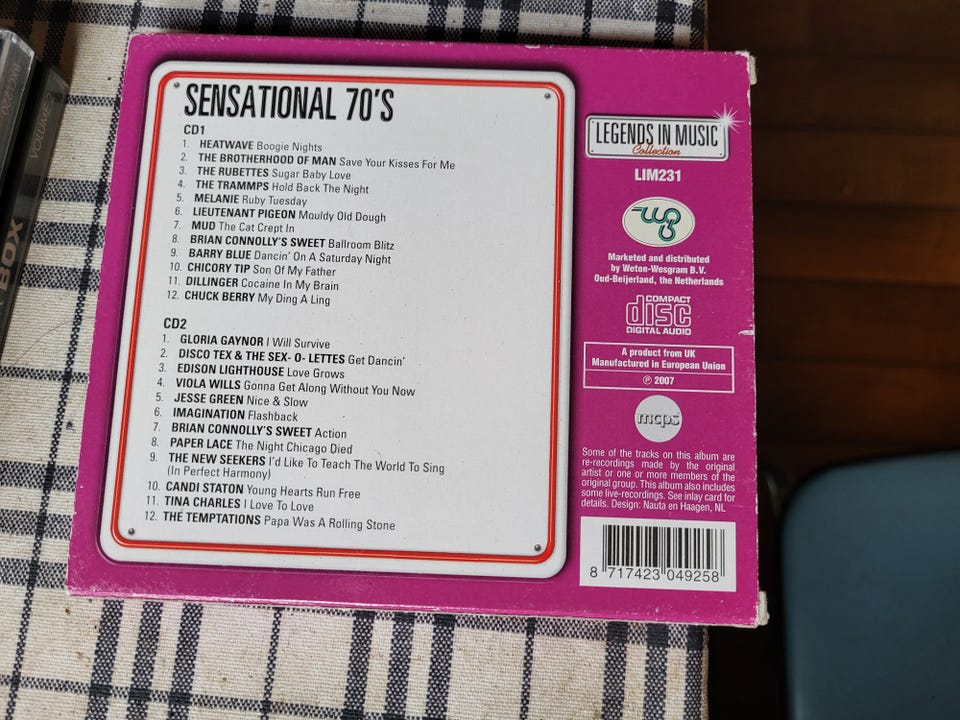 SENSATIONAL 70'S
CD1
1. HEATWAVE Boogie Nights
2. THE BROTHERHOOD OF MAN Save Your Kisses For Me
3. THE RUBETTES Sugar Baby Love
4. THE TRAMMPS Hold Back The Night
5. MELANIE Ruby Tuesday
6. LIEUTENANT PIGEON Mouldy Old Dough
7. MUD The Cat Crept In
8. BRIAN CONNOLLY'S SWEET Ballroom Blitz
9. BARRY BLUE Dancin' On A Saturday Night
10. CHICORY TIP Son Of My Father
11. DILLINGER Cocaine In My Brain
12. CHUCK BERRY My Ding A Ling
CD2
1. GLORIA GAYNOR I Will Survive
2. DISCO TEX & THE SEX- O- LETTES Get Dancin'
3. EDISON LIGHTHOUSE Love Grows
4. VIOLA WILLS Gonna Get Along Without You Now
5. JESSE GREEN Nice & Slow
6. IMAGINATION Flashback
7. BRIAN CONNOLLY'S SWEET Action
8. PAPER LACE The Night Chicago Died
9. THE NEW SEEKERS I'd Like To Teach The World To Sing
(In Perfect Harmony)
10. CANDI STATON Young Hearts Run Free
11. TINA CHARLES I Love To Love
12. THE TEMPTATIONS Papa Was A Rolling Stone
LEGENDS IN MUSIC
Collection
LIM231
wg
Marketed and distributed
by Weton-Wesgram B.V.
Oud-Beijerland, the Netherlands
COMPACT
disc
DIGITAL AUDIO
A product from UK
Manufactured in European Union
℗ 2007
mcps
Some of the tracks on this album are
re-recordings made by the original
artist or one or more members of the
original group. This album also includes
some live-recordings. See inlay card for
details. Design: Nauta en Haagen, NL
8 717423 049258
BOX